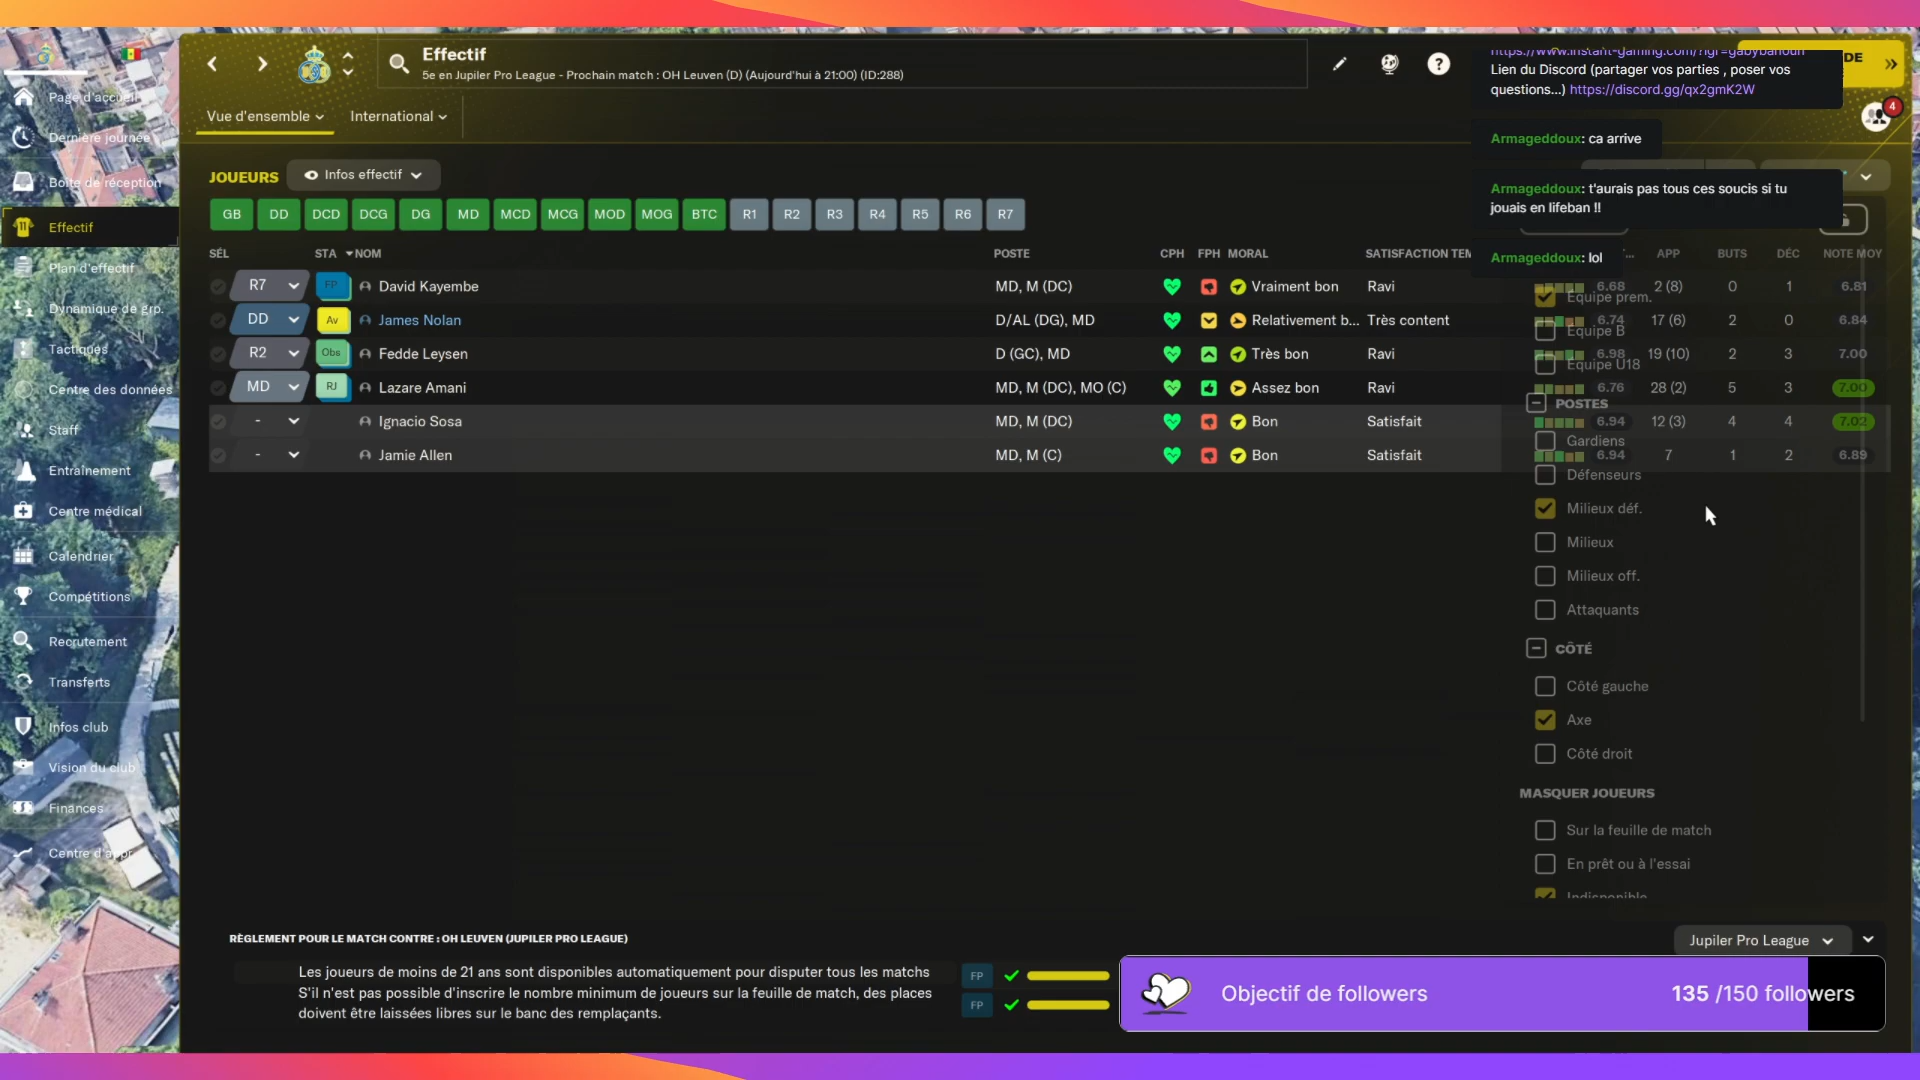 Effectif
5e en Jupiler Pro League - Prochain match : OH Leuven (D) (Aujourd'hui à 21:00) (ID:288)
https://www.instant-gaming.com/?igr=gabybanoun
DE
Lien du Discord (partager vos parties , poser vos
questions...) https://discord.gg/qx2gmK2W
4
Armageddoux: ca arrive
Armageddoux: t'aurais pas tous ces soucis si tu
jouais en lifeban !!
Armageddoux: lol
Page d'accueil
Dernière journée
Boîte de réception
Effectif
Plan d'effectif
Dynamique de grp.
Tactiques
Centre des données
Staff
Entraînement
Centre médical
Calendrier
Compétitions
Recrutement
Transferts
Infos club
Vision du club
Finances
Centre d'appr
Vue d'ensemble
International
JOUEURS
Infos effectif
GB DD DCD DCG DG MD MCD MCG MOD MOG BTC R1 R2 R3 R4 R5 R6 R7
SÉL STA NOM POSTE CPH FPH MORAL SATISFACTION TEM ... APP BUTS DÉC NOTE MOY
R7 FP David Kayembe MD, M (DC) Vraiment bon Ravi 6.68 2 (8) 0 1 6.81
DD Av James Nolan D/AL (DG), MD Relativement b... Très content 6.74 17 (6) 2 0 6.84
R2 Obs Fedde Leysen D (GC), MD Très bon Ravi 6.98 19 (10) 2 3 7.00
MD RJ Lazare Amani MD, M (DC), MO (C) Assez bon Ravi 6.76 28 (2) 5 3 7.00
- Ignacio Sosa MD, M (DC) Bon Satisfait 6.94 12 (3) 4 4 7.02
- Jamie Allen MD, M (C) Bon Satisfait 6.94 7 1 2 6.89
Équipe prem.
Équipe B
Équipe U18
POSTES
Gardiens
Défenseurs
Milieux déf.
Milieux
Milieux off.
Attaquants
CÔTÉ
Côté gauche
Axe
Côté droit
MASQUER JOUEURS
Sur la feuille de match
En prêt ou à l'essai
Indisponible
RÈGLEMENT POUR LE MATCH CONTRE : OH LEUVEN (JUPILER PRO LEAGUE)
Jupiler Pro League
Les joueurs de moins de 21 ans sont disponibles automatiquement pour disputer tous les matchs
FP
S'il n'est pas possible d'inscrire le nombre minimum de joueurs sur la feuille de match, des places
doivent être laissées libres sur le banc des remplaçants.
FP
Objectif de followers 135 /150 followers